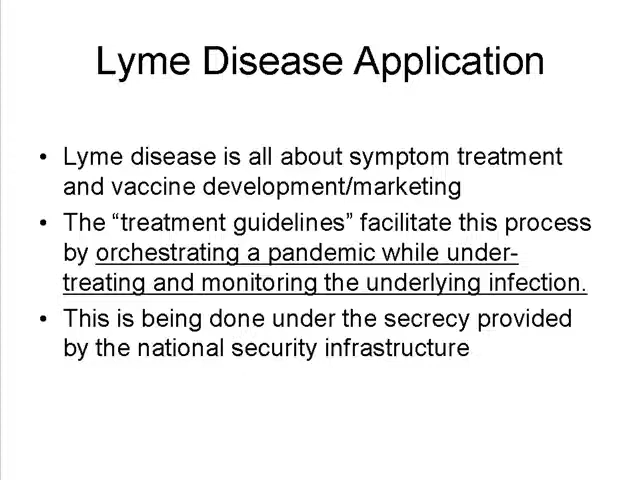 Lyme Disease Application
• Lyme disease is all about symptom treatment
and vaccine development/marketing
• The “treatment guidelines” facilitate this process
by orchestrating a pandemic while under-
treating and monitoring the underlying infection.
• This is being done under the secrecy provided
by the national security infrastructure